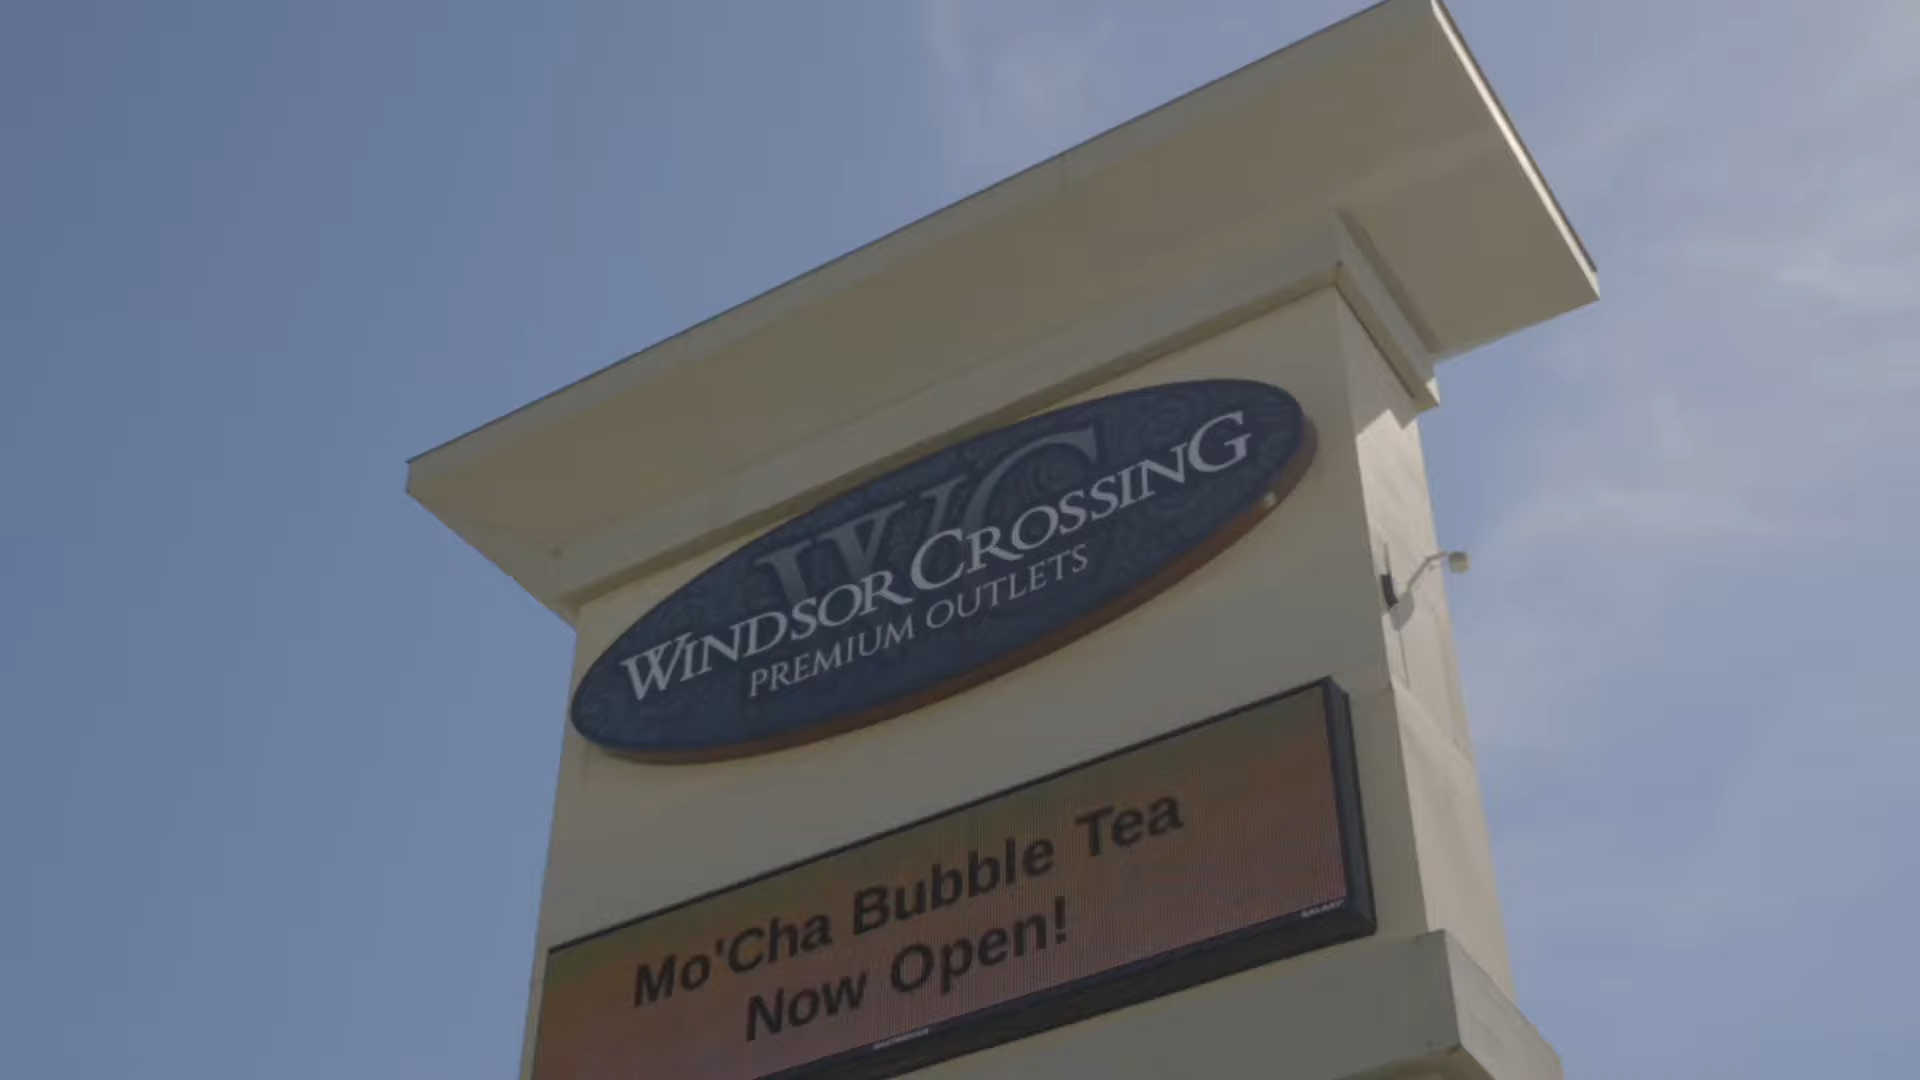 WC
WINDSOR CROSSING
PREMIUM OUTLETS
Mo'Cha Bubble Tea
Now Open!